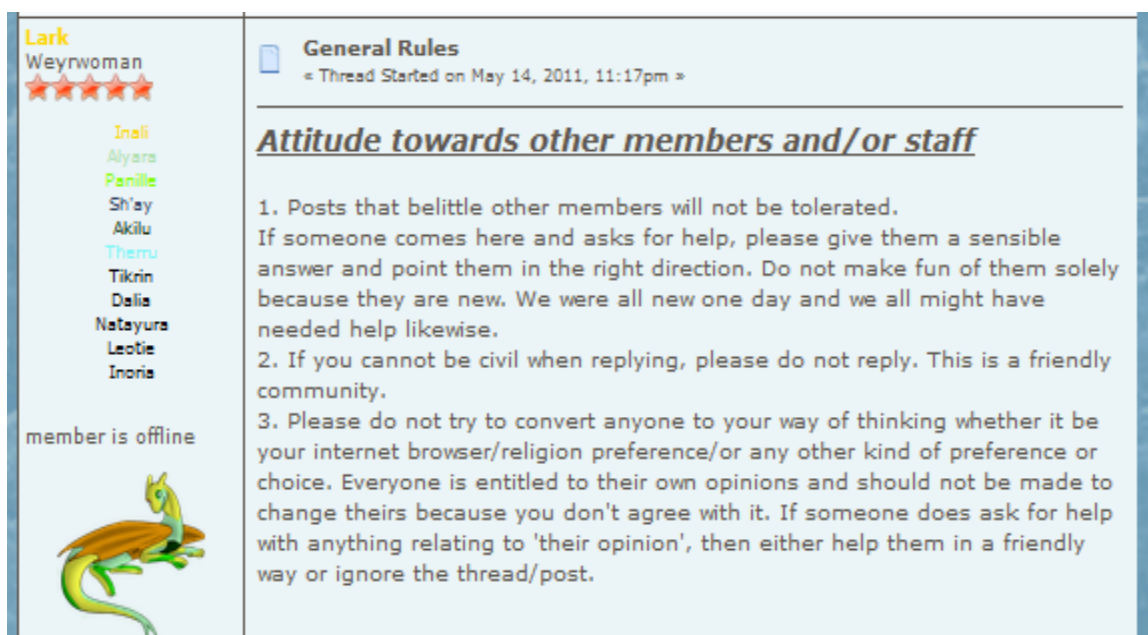 Lark
Weyrwoman
Inali
Alyara
Panille
Sh'ay
Akilu
Therru
Tikrin
Dalia
Natayura
Leotie
Inoria
member is offline
General Rules
« Thread Started on May 14, 2011, 11:17pm »
Attitude towards other members and/or staff
1. Posts that belittle other members will not be tolerated.
If someone comes here and asks for help, please give them a sensible
answer and point them in the right direction. Do not make fun of them solely
because they are new. We were all new one day and we all might have
needed help likewise.
2. If you cannot be civil when replying, please do not reply. This is a friendly
community.
3. Please do not try to convert anyone to your way of thinking whether it be
your internet browser/religion preference/or any other kind of preference or
choice. Everyone is entitled to their own opinions and should not be made to
change theirs because you don't agree with it. If someone does ask for help
with anything relating to 'their opinion', then either help them in a friendly
way or ignore the thread/post.